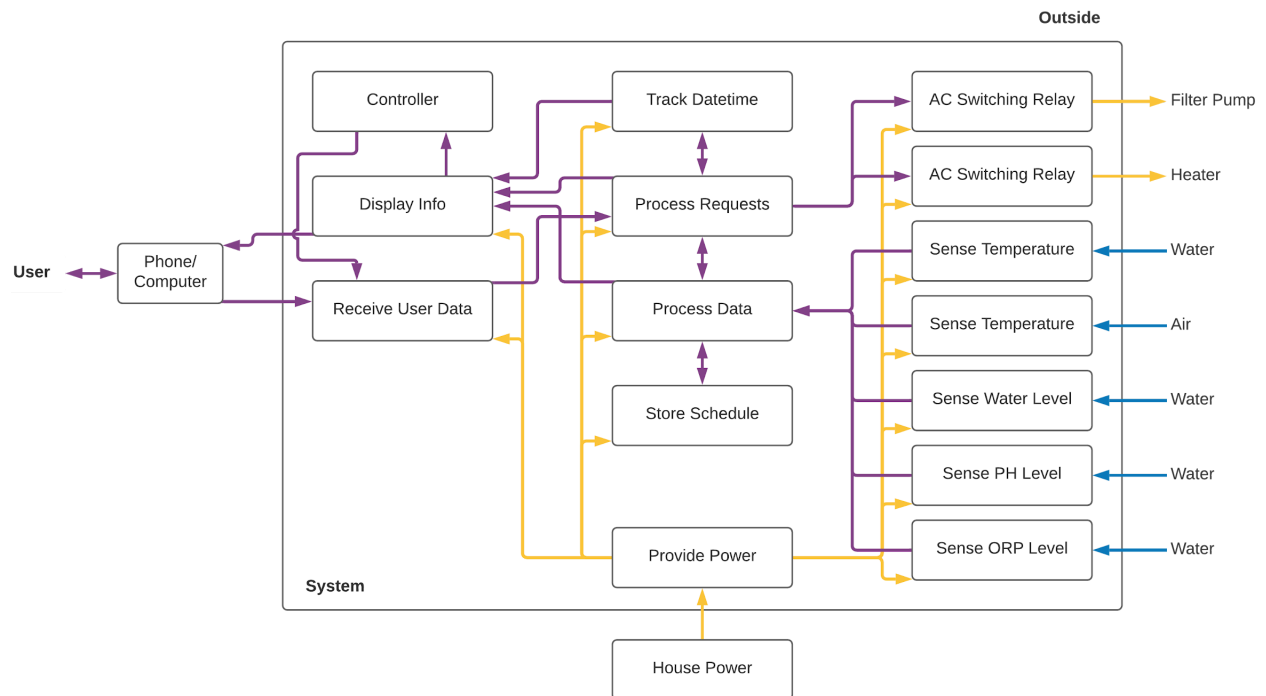 Outside
Controller
Track Datetime
AC Switching Relay
Filter Pump
AC Switching Relay
Heater
Display Info
Process Requests
Sense Temperature
Water
User
Phone/
Computer
Receive User Data
Process Data
Sense Temperature
Air
Store Schedule
Sense Water Level
Water
Sense PH Level
Water
Provide Power
Sense ORP Level
Water
System
House Power